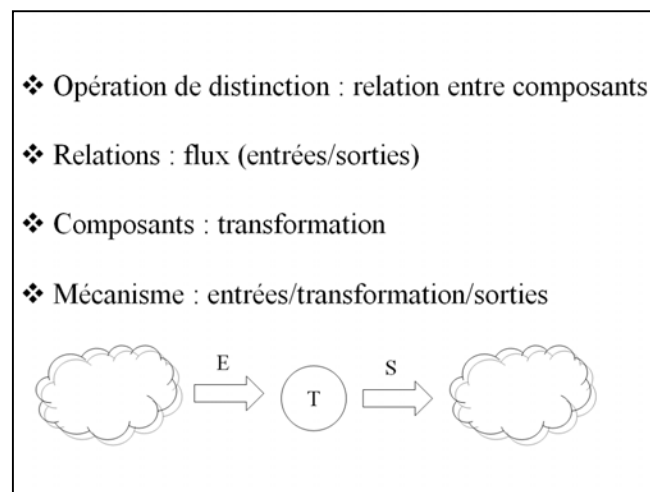 ❖ Opération de distinction : relation entre composants
❖ Relations : flux (entrées/sorties)
❖ Composants : transformation
❖ Mécanisme : entrées/transformation/sorties
E
S
T